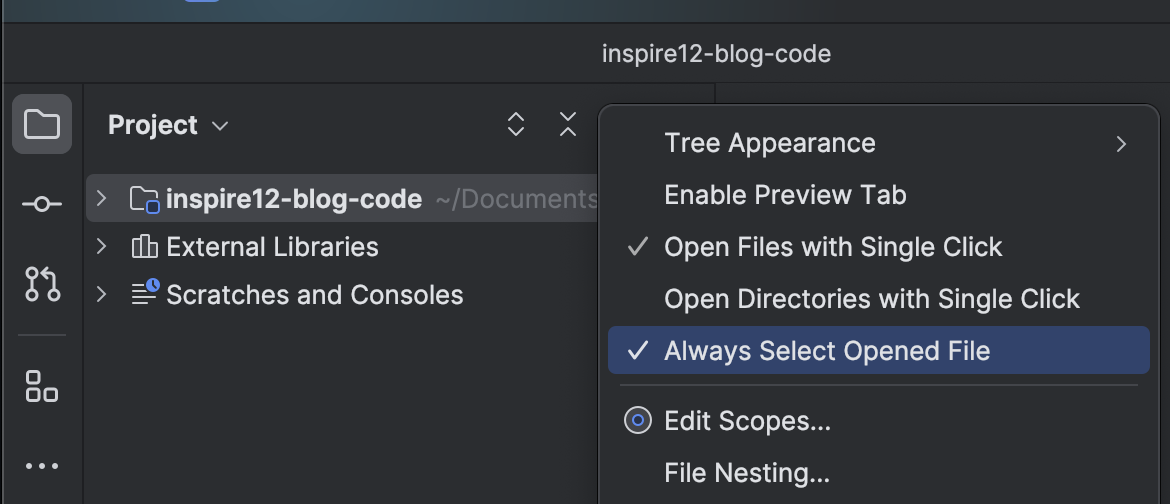 inspire12-blog-code
Project
inspire12-blog-code ~/Documents
External Libraries
Scratches and Consoles
Tree Appearance
Enable Preview Tab
Open Files with Single Click
Open Directories with Single Click
Always Select Opened File
Edit Scopes...
File Nesting...